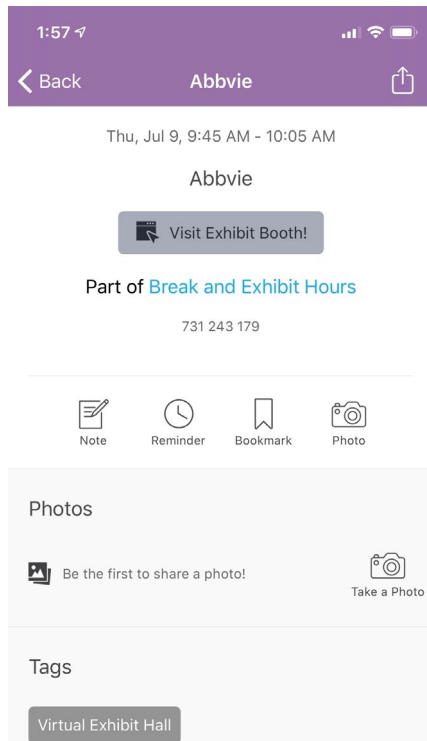 1:57
Back
Abbvie
Thu, Jul 9, 9:45 AM - 10:05 AM
Abbvie
Visit Exhibit Booth!
Part of Break and Exhibit Hours
731 243 179
Note Reminder Bookmark Photo
Photos
Be the first to share a photo!
Take a Photo
Tags
Virtual Exhibit Hall